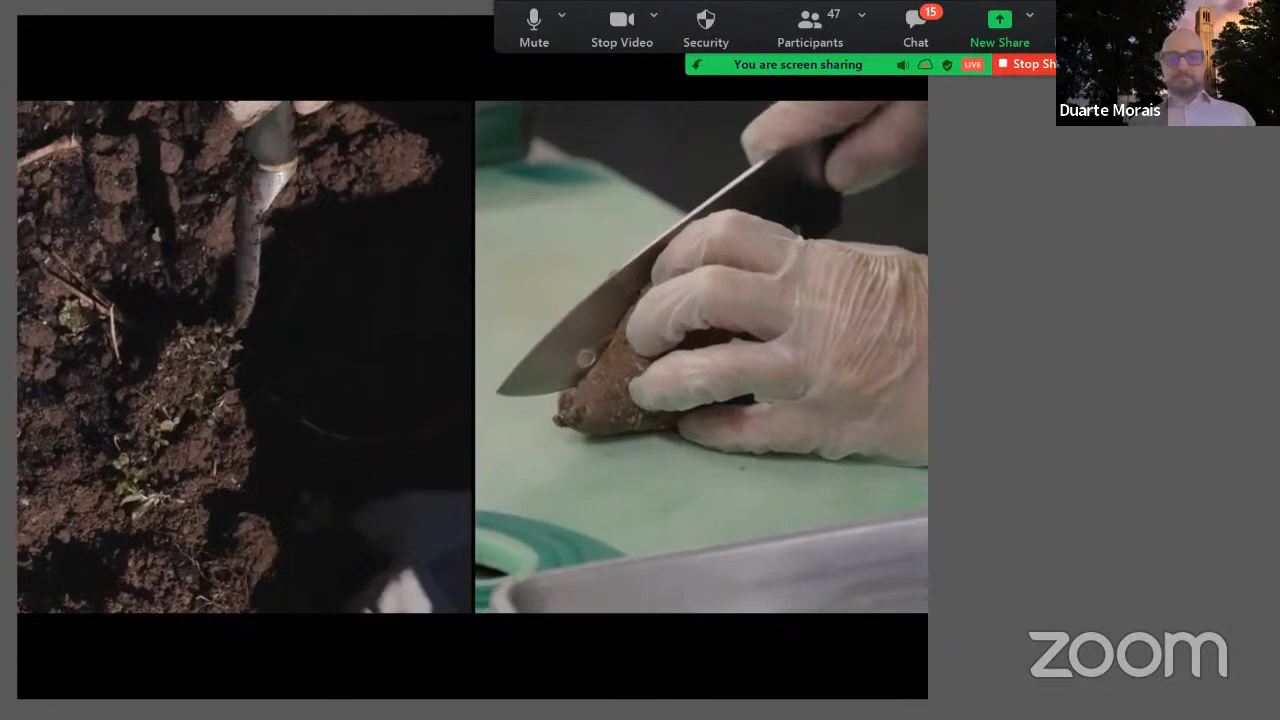 Mute
Stop Video
Security
47
Participants
15
Chat
New Share
You are screen sharing
LIVE
Stop Sh
Duarte Morais
zoom